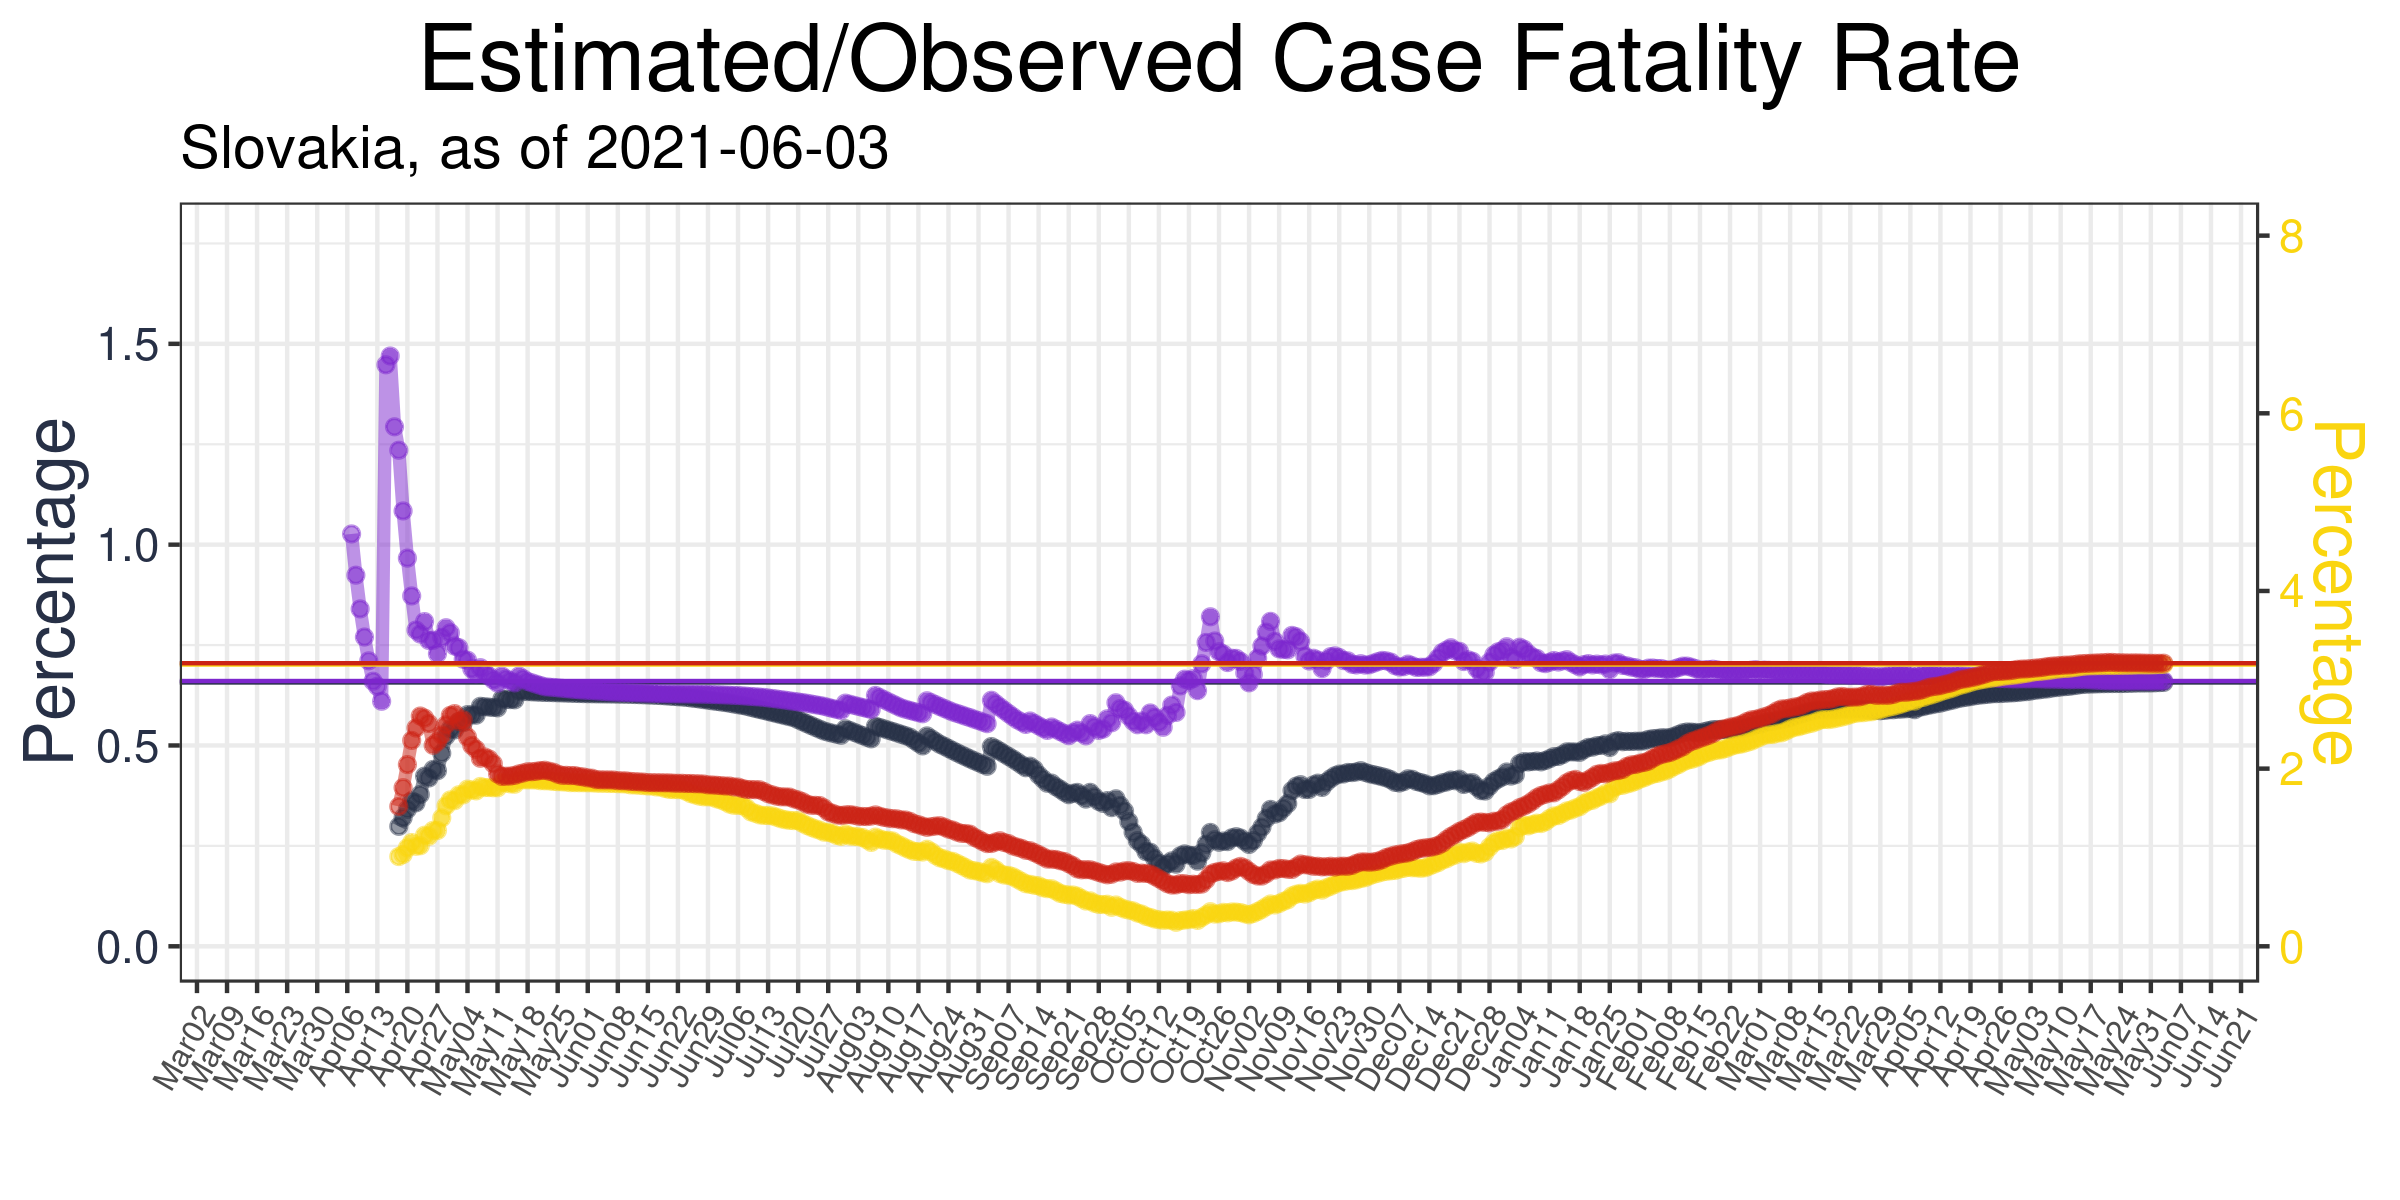 Estimated/Observed Case Fatality Rate
Slovakia, as of 2021-06-03
Percentage
1.5
1.0
0.5
0.0
8
6
4
2
0
Percentage
Mar02
Mar09
Mar16
Mar23
Mar30
Apr06
Apr13
Apr20
Apr27
May04
May11
May18
May25
Jun01
Jun08
Jun15
Jun22
Jun29
Jul06
Jul13
Jul20
Jul27
Aug03
Aug10
Aug17
Aug24
Aug31
Sep07
Sep14
Sep21
Sep28
Oct05
Oct12
Oct19
Oct26
Nov02
Nov09
Nov16
Nov23
Nov30
Dec07
Dec14
Dec21
Dec28
Jan04
Jan11
Jan18
Jan25
Feb01
Feb08
Feb15
Feb22
Mar01
Mar08
Mar15
Mar22
Mar29
Apr05
Apr12
Apr19
Apr26
May03
May10
May17
May24
May31
Jun07
Jun14
Jun21